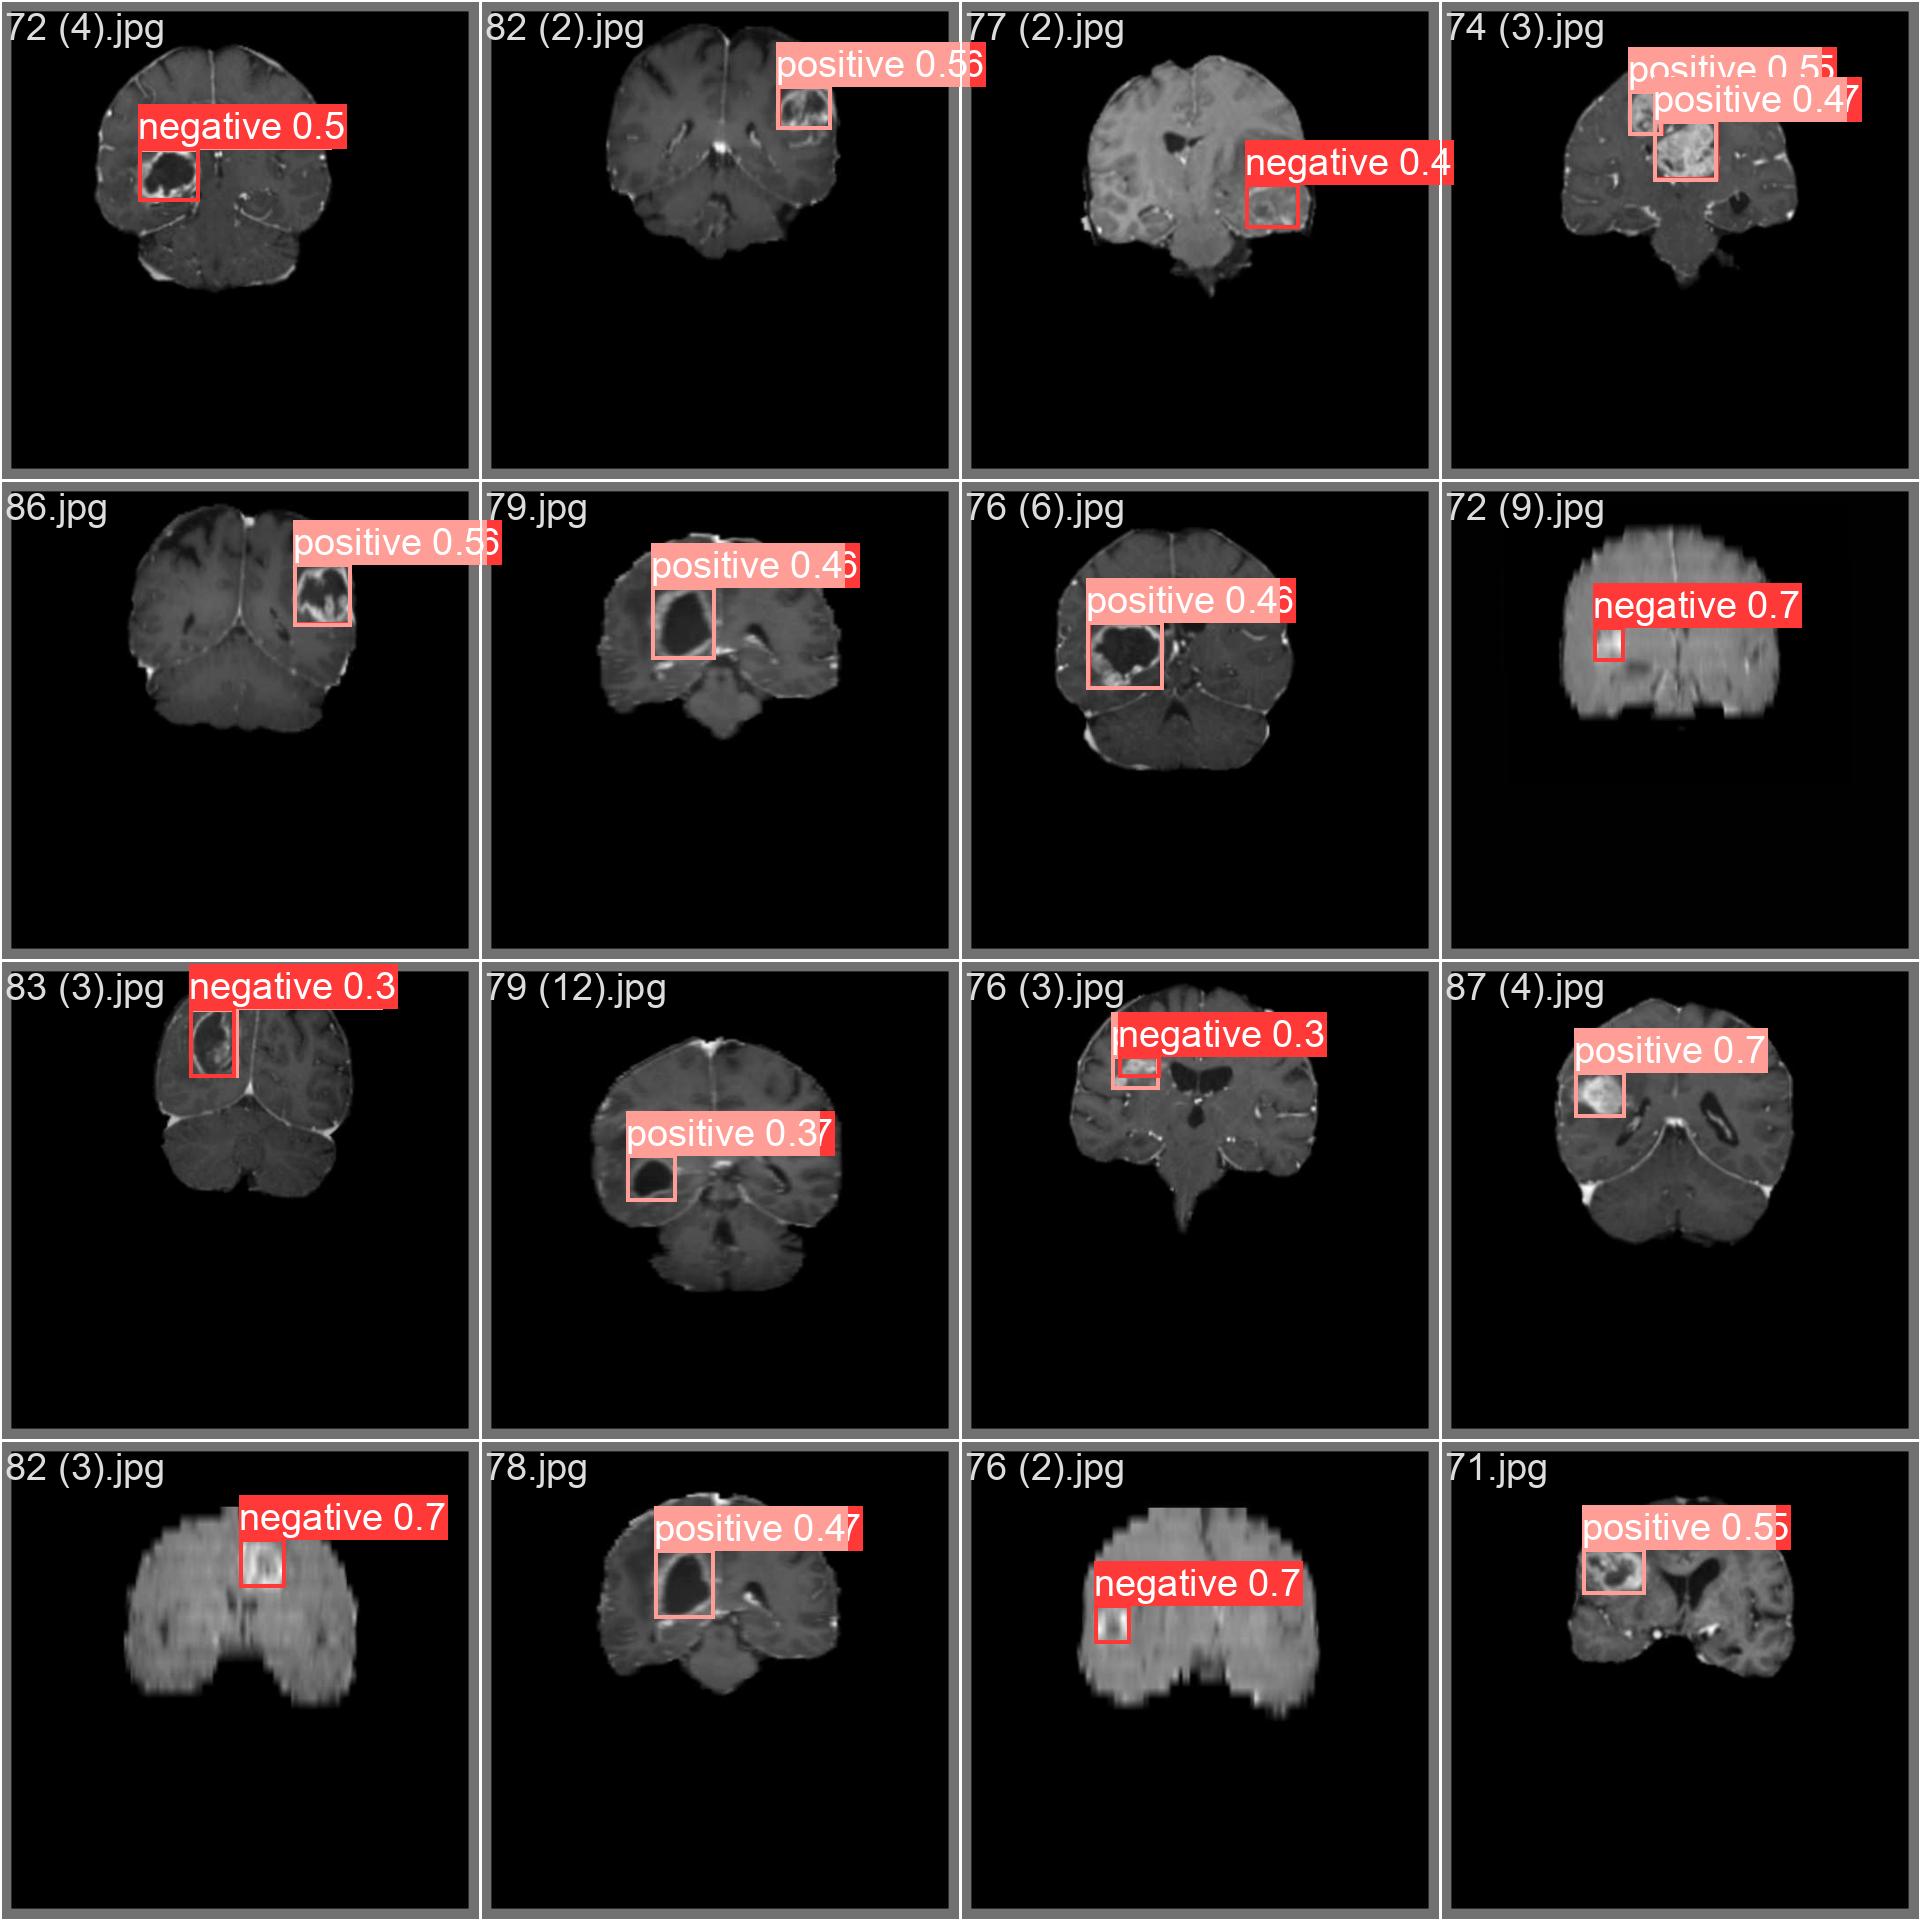 72 (4).jpg
negative 0.5
82 (2).jpg
positive 0.56
77 (2).jpg
negative 0.4
74 (3).jpg
positive 0.55
positive 0.47
86.jpg
positive 0.56
79.jpg
positive 0.46
76 (6).jpg
positive 0.46
72 (9).jpg
negative 0.7
83 (3).jpg
negative 0.3
79 (12).jpg
positive 0.37
76 (3).jpg
negative 0.3
87 (4).jpg
positive 0.7
82 (3).jpg
negative 0.7
78.jpg
positive 0.47
76 (2).jpg
negative 0.7
71.jpg
positive 0.55